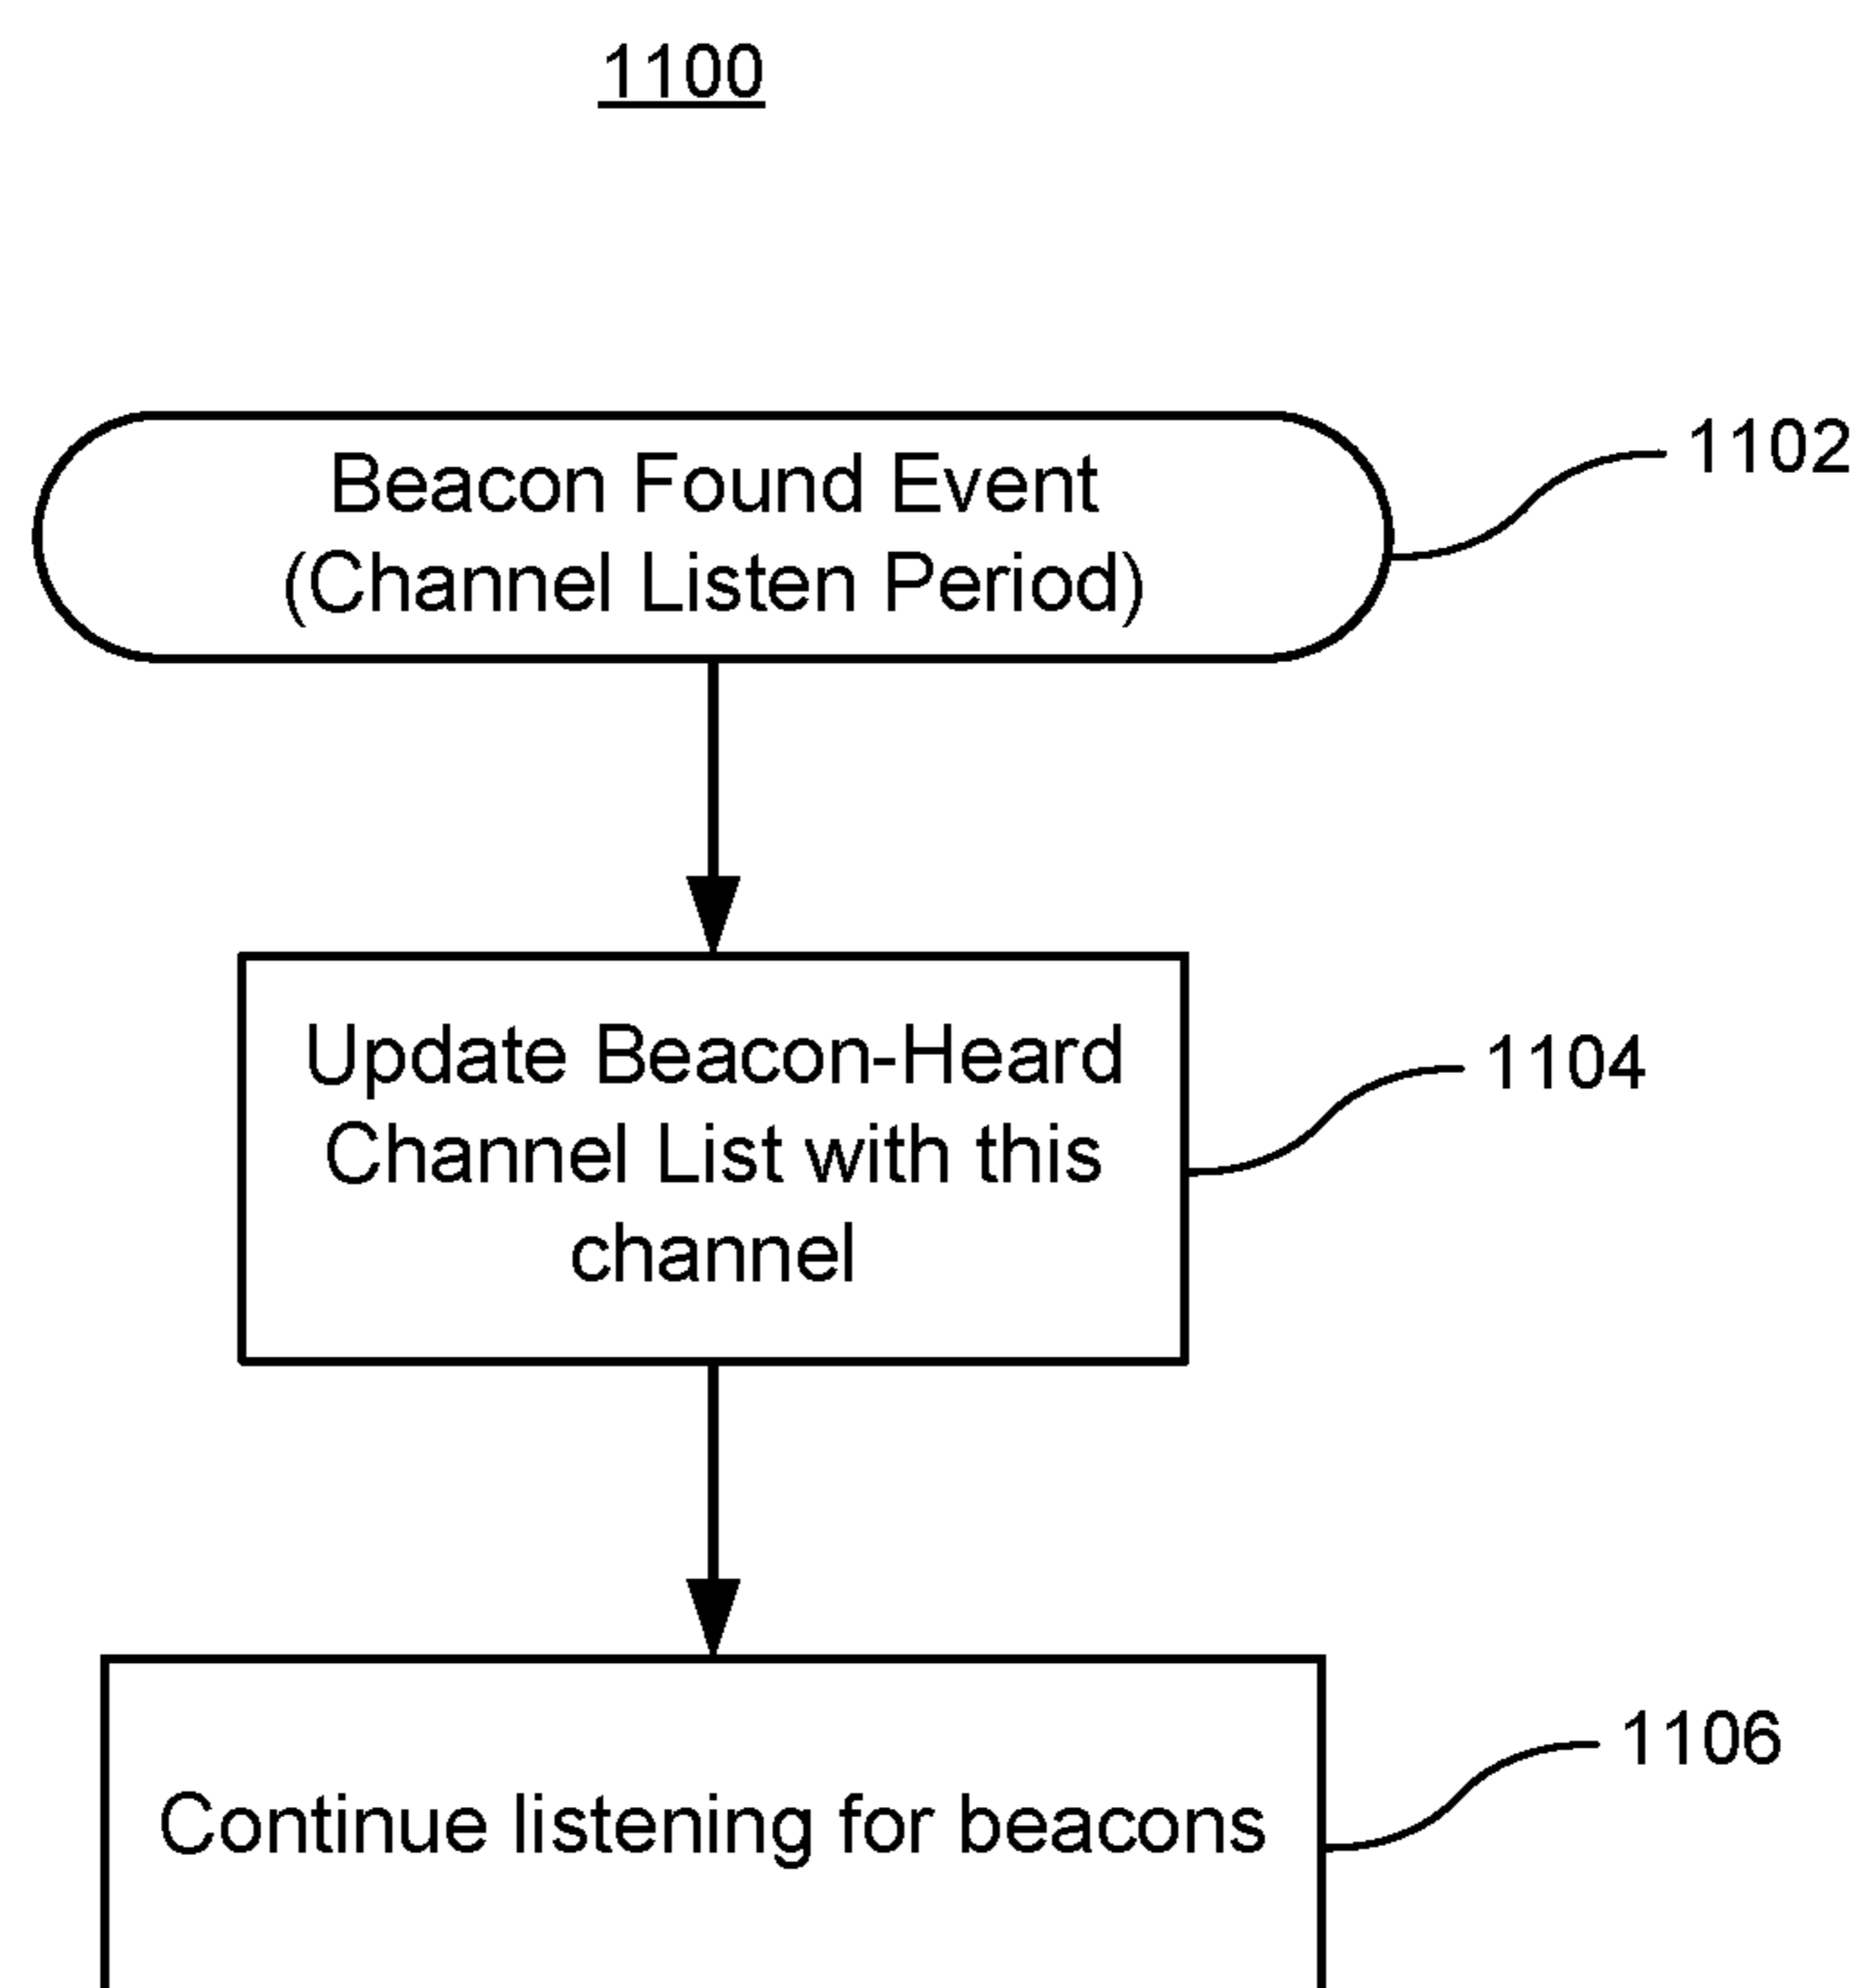 1100
Beacon Found Event
(Channel Listen Period)
1102
Update Beacon-Heard
Channel List with this
channel
1104
Continue listening for beacons
1106